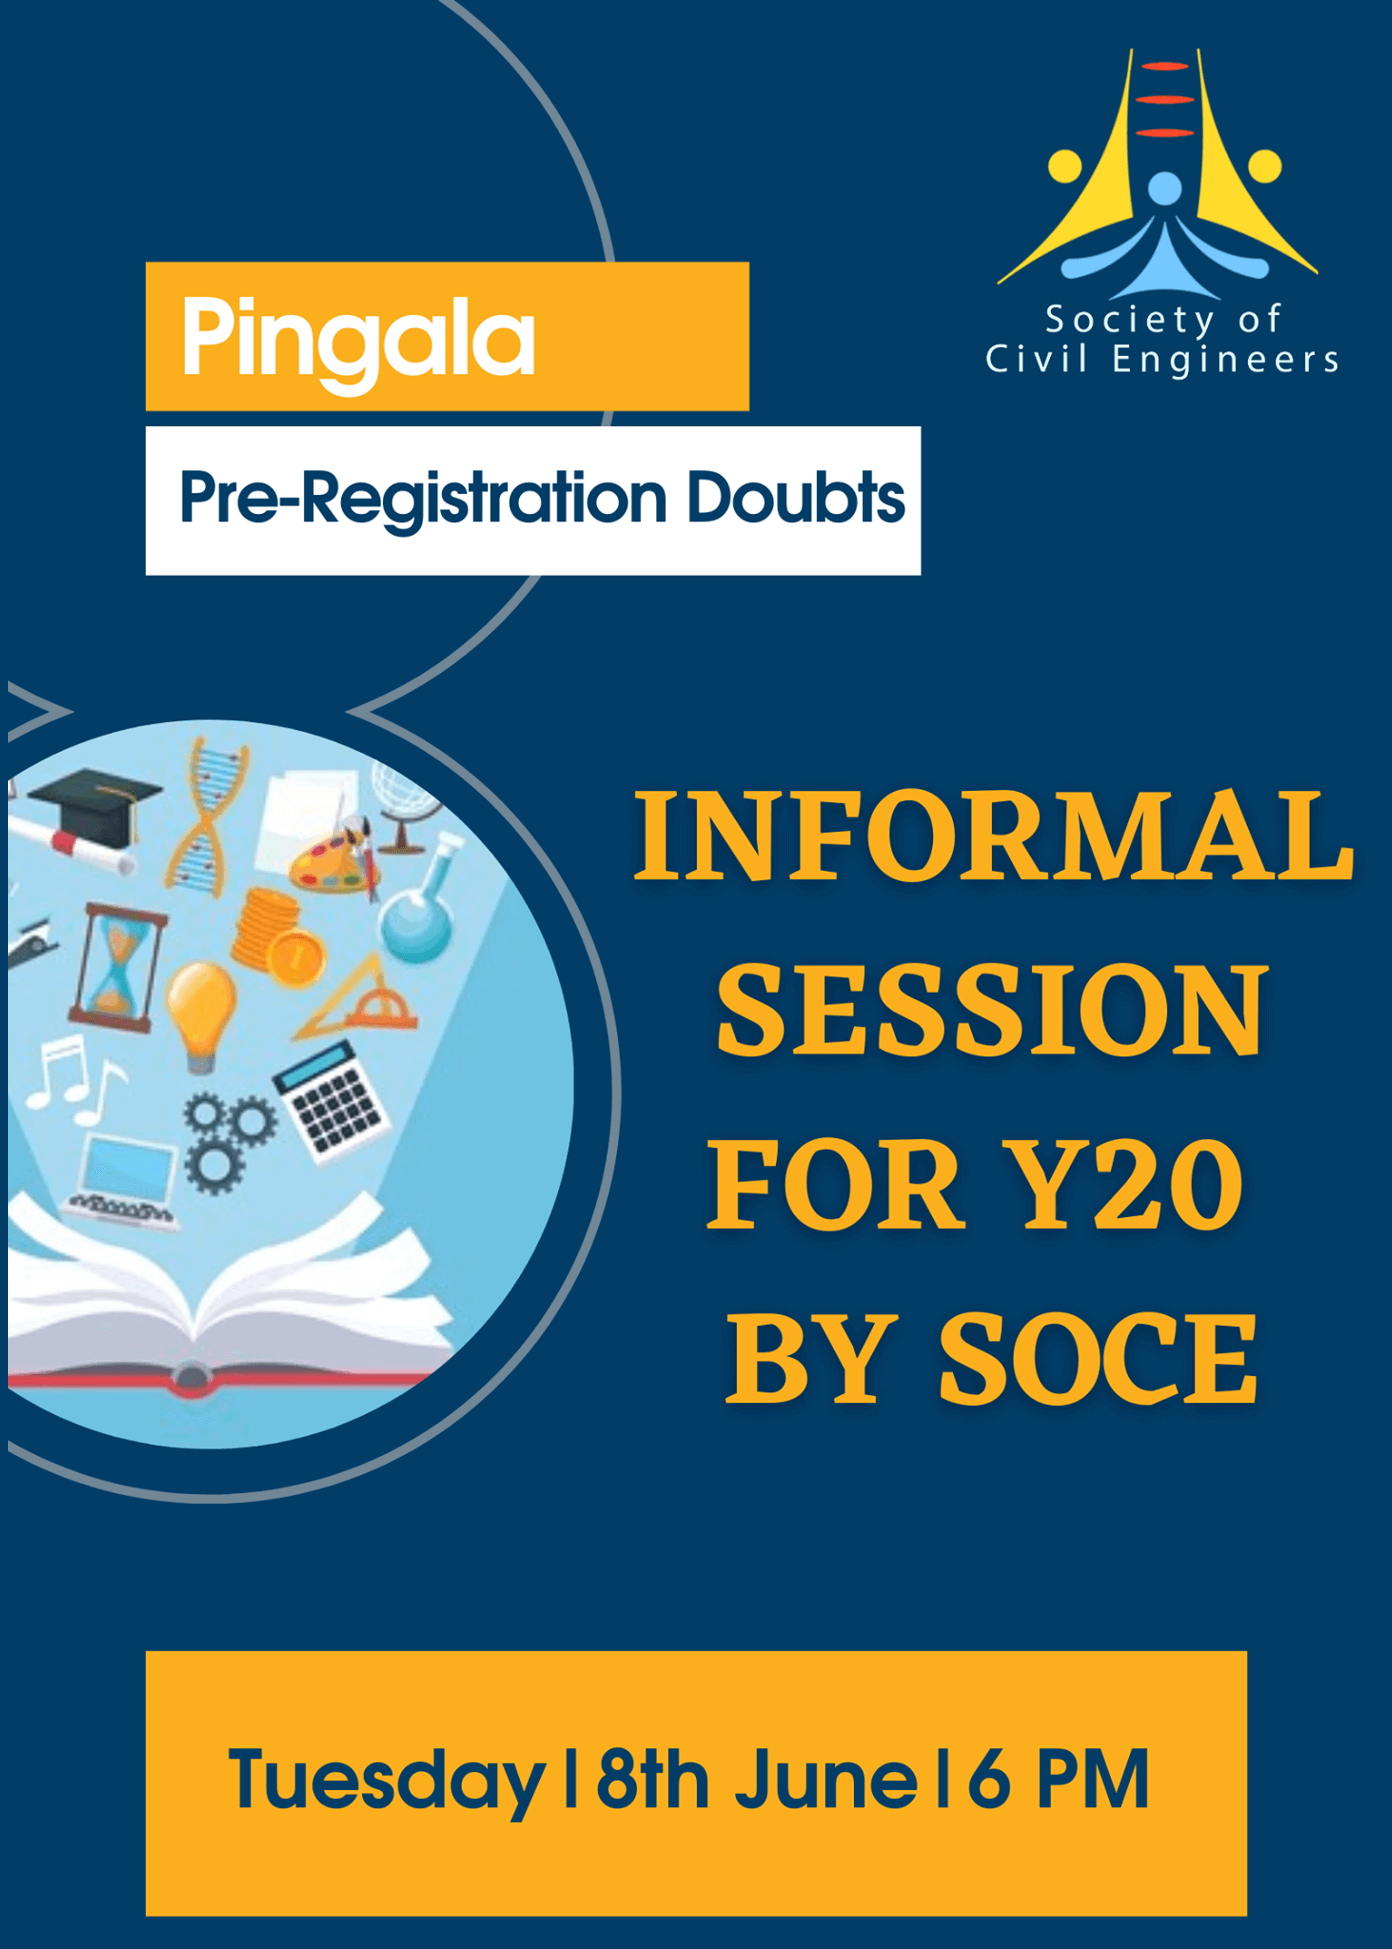 Society of
Civil Engineers
Pingala
Pre-Registration Doubts
INFORMAL
SESSION
FOR Y20
BY SOCE
Tuesday | 8th June | 6 PM